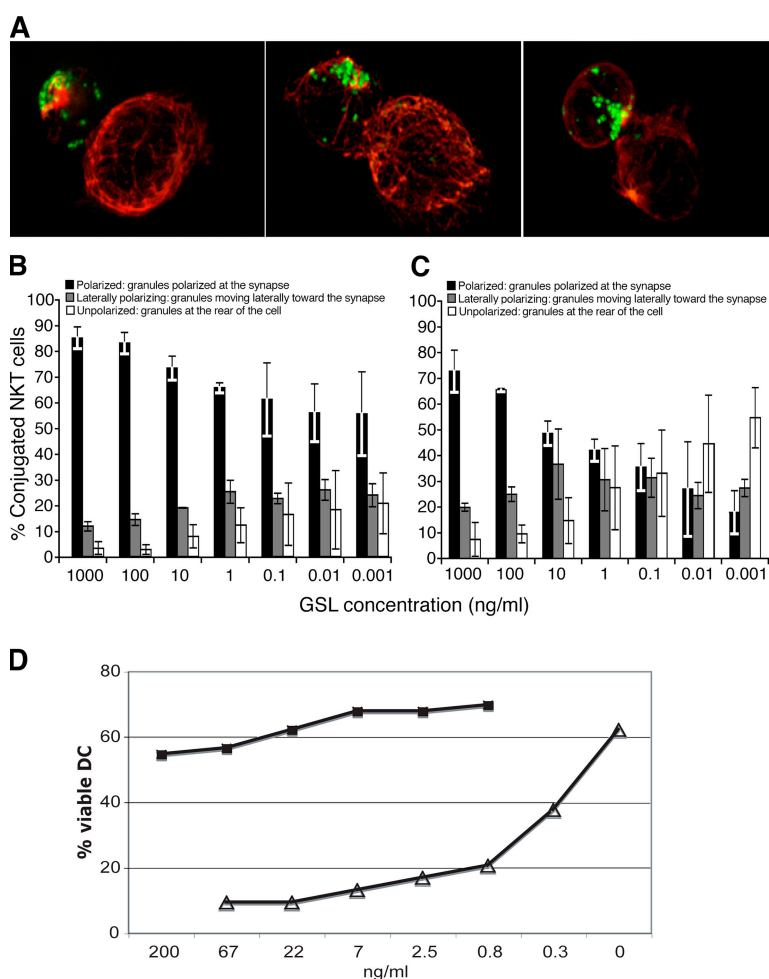 A
B
Polarized: granules polarized at the synapse
Laterally polarizing: granules moving laterally toward the synapse
Unpolarized: granules at the rear of the cell
100
90
80
70
60
50
40
30
20
10
0
% Conjugated NKT cells
1000 100 10 1 0.1 0.01 0.001
C
Polarized: granules polarized at the synapse
Laterally polarizing: granules moving laterally toward the synapse
Unpolarized: granules at the rear of the cell
100
90
80
70
60
50
40
30
20
10
0
1000 100 10 1 0.1 0.01 0.001
GSL concentration (ng/ml)
D
80
60
40
20
0
% viable DC
200 67 22 7 2.5 0.8 0.3 0
ng/ml